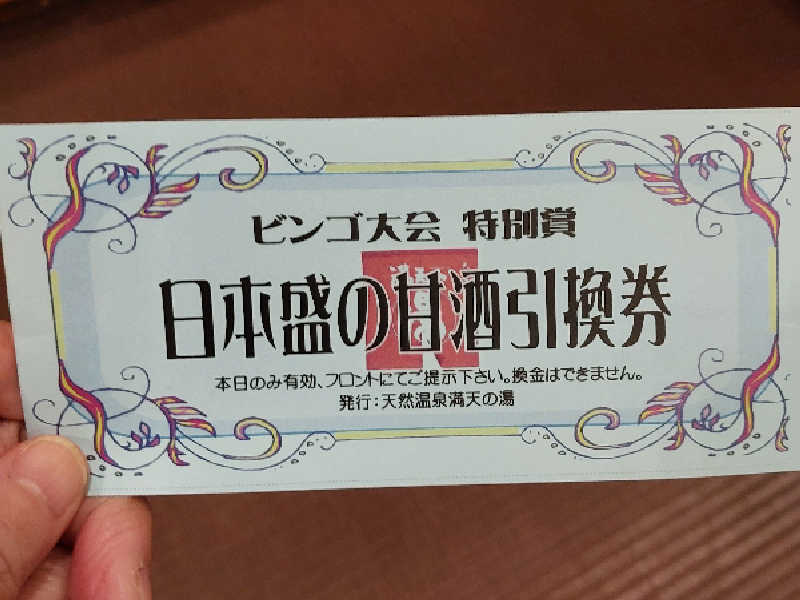 ビンゴ大会 特別賞
日本盛の甘酒引換券
本日のみ有効、フロントにてご提示下さい。換金はできません。
発行：天然温泉満天の湯